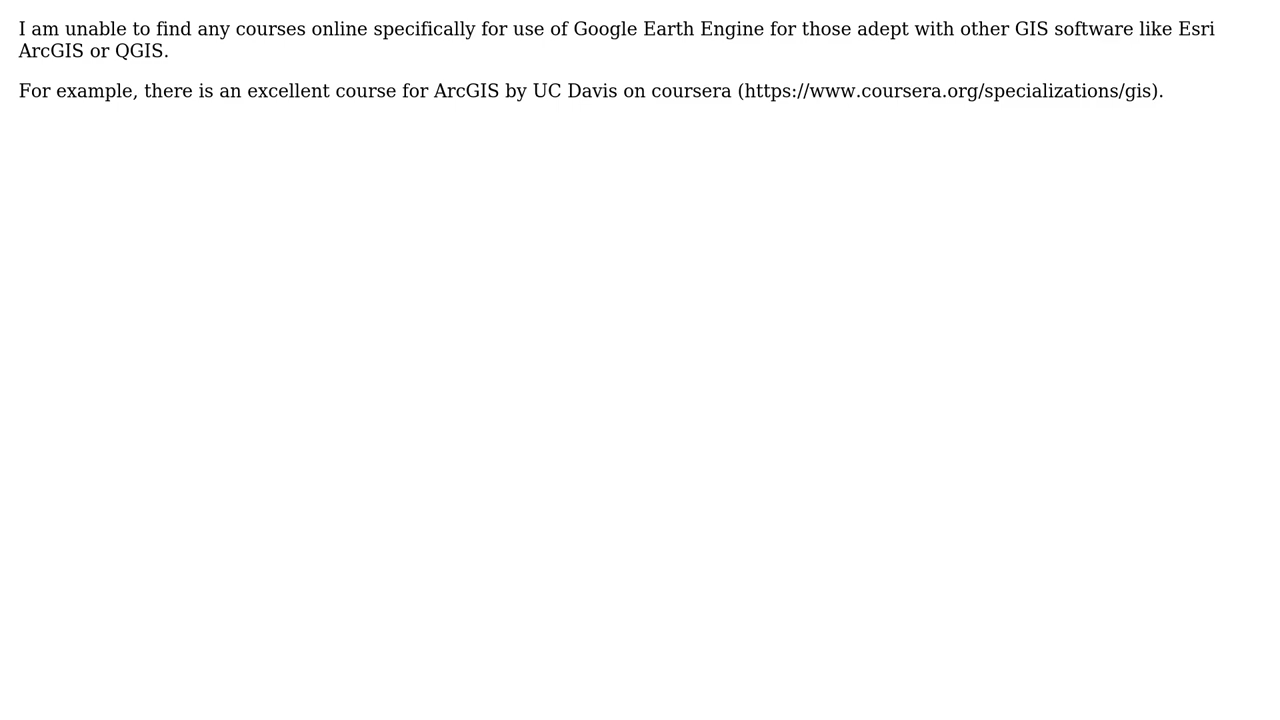 I am unable to find any courses online specifically for use of Google Earth Engine for those adept with other GIS software like Esri
ArcGIS or QGIS.
For example, there is an excellent course for ArcGIS by UC Davis on coursera (https://www.coursera.org/specializations/gis).